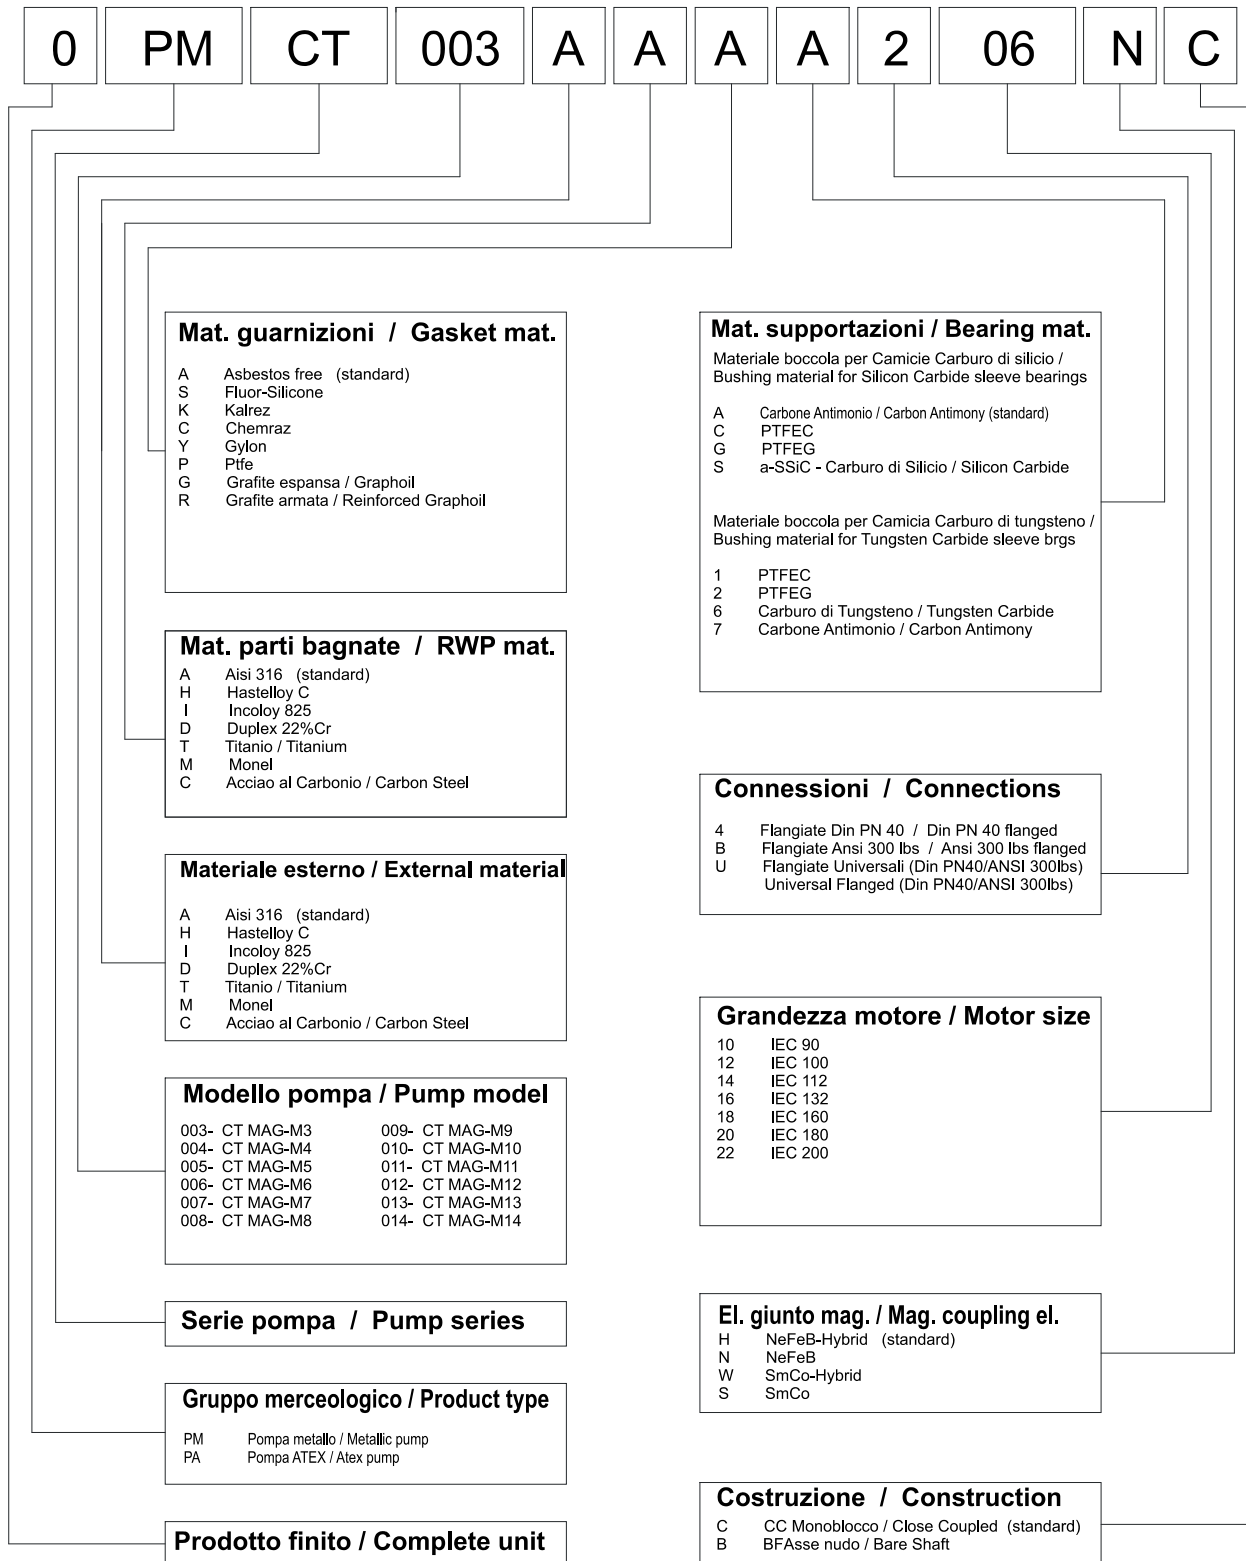 0 PM CT 003 A A A A 2 06 N C
Mat. guarnizioni / Gasket mat.
A Asbestos free (standard)
S Fluor-Silicone
K Kalrez
C Chemraz
Y Gylon
P Ptfe
G Grafite espansa / Graphoil
R Grafite armata / Reinforced Graphoil
Mat. parti bagnate / RWP mat.
A Aisi 316 (standard)
H Hastelloy C
I Incoloy 825
D Duplex 22%Cr
T Titanio / Titanium
M Monel
C Acciao al Carbonio / Carbon Steel
Materiale esterno / External material
A Aisi 316 (standard)
H Hastelloy C
I Incoloy 825
D Duplex 22%Cr
T Titanio / Titanium
M Monel
C Acciao al Carbonio / Carbon Steel
Modello pompa / Pump model
003- CT MAG-M3 009- CT MAG-M9
004- CT MAG-M4 010- CT MAG-M10
005- CT MAG-M5 011- CT MAG-M11
006- CT MAG-M6 012- CT MAG-M12
007- CT MAG-M7 013- CT MAG-M13
008- CT MAG-M8 014- CT MAG-M14
Serie pompa / Pump series
Gruppo merceologico / Product type
PM Pompa metallo / Metallic pump
PA Pompa ATEX / Atex pump
Prodotto finito / Complete unit
Mat. supportazioni / Bearing mat.
Materiale boccola per Camicie Carburo di silicio /
Bushing material for Silicon Carbide sleeve bearings
A Carbone Antimonio / Carbon Antimony (standard)
C PTFEC
G PTFEG
S a-SSiC - Carburo di Silicio / Silicon Carbide
Materiale boccola per Camicia Carburo di tungsteno /
Bushing material for Tungsten Carbide sleeve brgs
1 PTFEC
2 PTFEG
6 Carburo di Tungsteno / Tungsten Carbide
7 Carbone Antimonio / Carbon Antimony
Connessioni / Connections
4 Flangiate Din PN 40 / Din PN 40 flanged
B Flangiate Ansi 300 lbs / Ansi 300 lbs flanged
U Flangiate Universali (Din PN40/ANSI 300lbs)
Universal Flanged (Din PN40/ANSI 300lbs)
Grandezza motore / Motor size
10 IEC 90
12 IEC 100
14 IEC 112
16 IEC 132
18 IEC 160
20 IEC 180
22 IEC 200
El. giunto mag. / Mag. coupling el.
H NeFeB-Hybrid (standard)
N NeFeB
W SmCo-Hybrid
S SmCo
Costruzione / Construction
C CC Monoblocco / Close Coupled (standard)
B BFAsse nudo / Bare Shaft